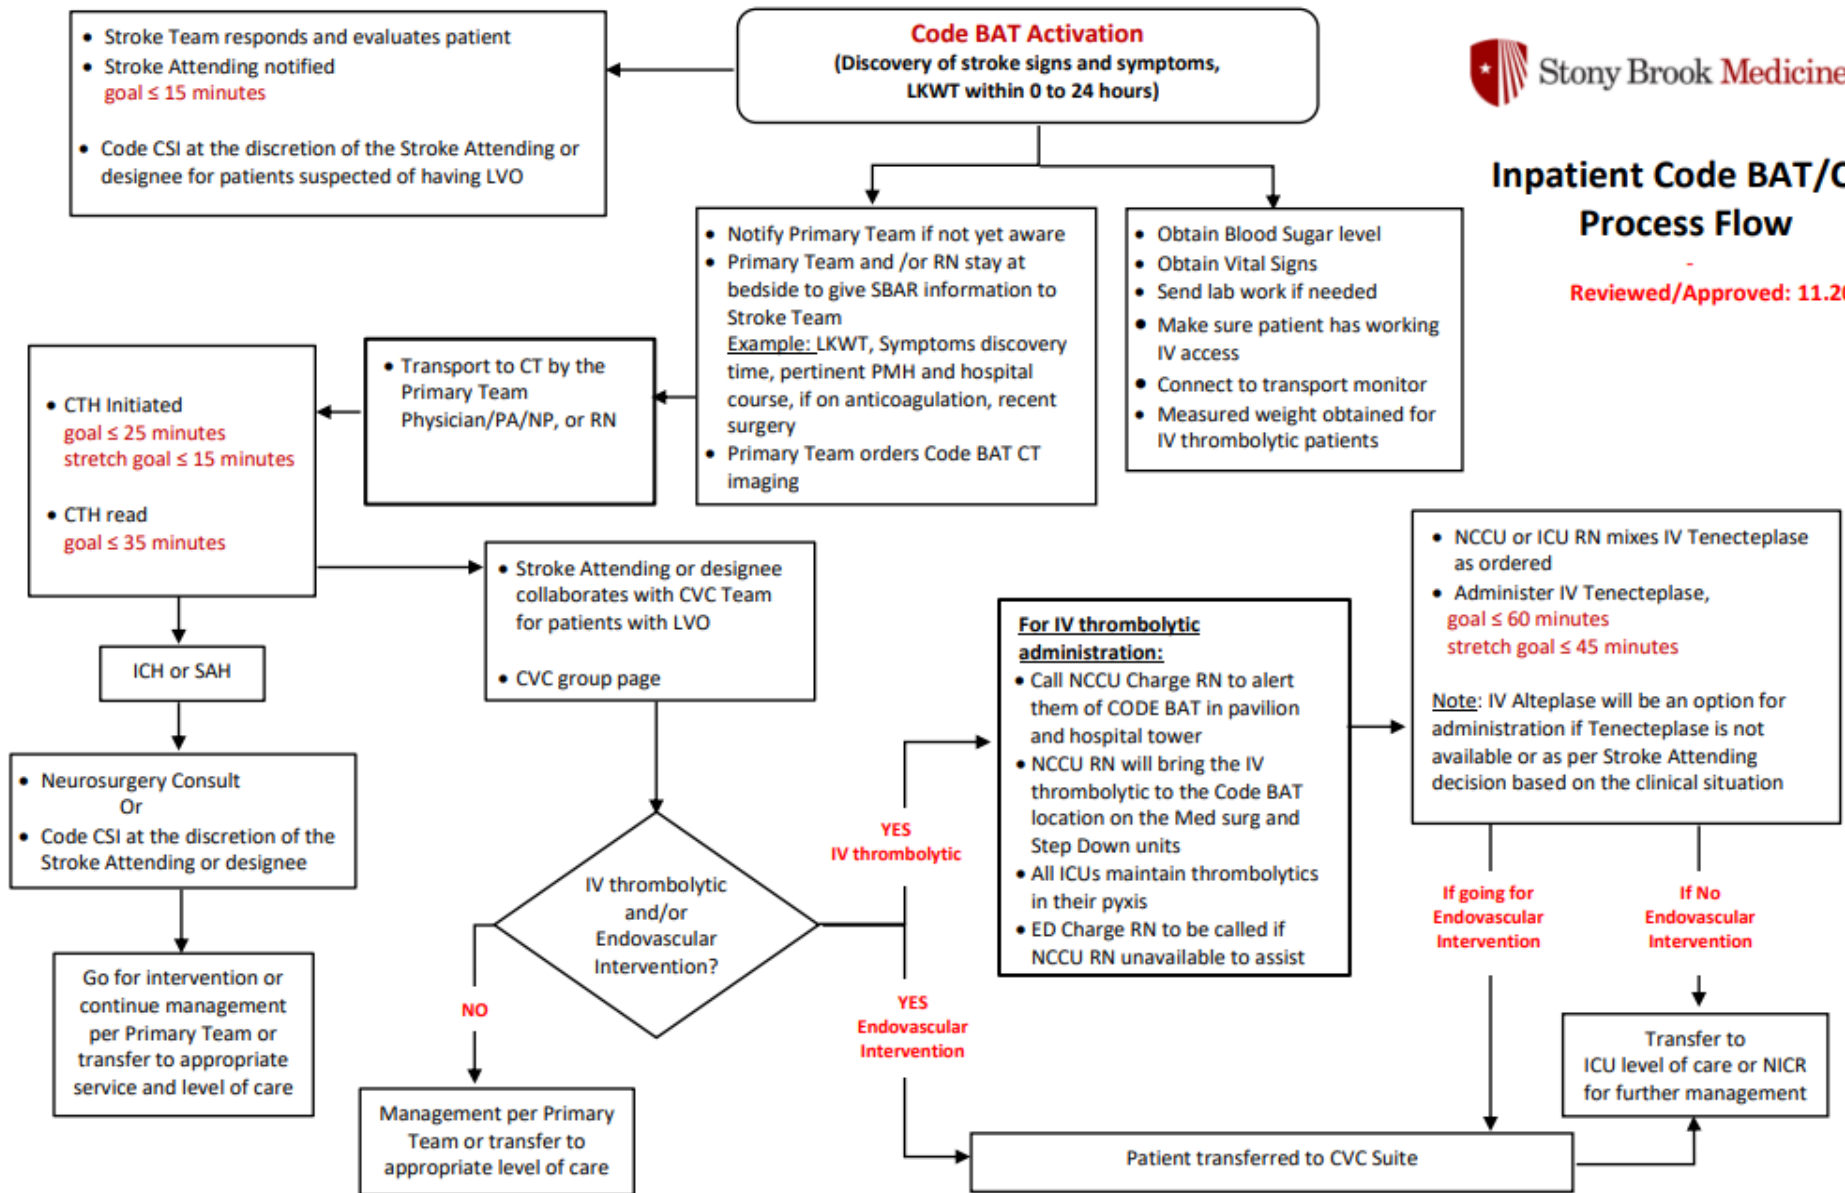 Code BAT Activation
(Discovery of stroke signs and symptoms,
LKWT within 0 to 24 hours)
Stony Brook Medicine
Inpatient Code BAT/C
Process Flow
-
Reviewed/Approved: 11.20
• Stroke Team responds and evaluates patient
• Stroke Attending notified
goal ≤ 15 minutes
• Code CSI at the discretion of the Stroke Attending or
designee for patients suspected of having LVO
• Notify Primary Team if not yet aware
• Primary Team and /or RN stay at
bedside to give SBAR information to
Stroke Team
Example: LKWT, Symptoms discovery
time, pertinent PMH and hospital
course, if on anticoagulation, recent
surgery
• Primary Team orders Code BAT CT
imaging
• Obtain Blood Sugar level
• Obtain Vital Signs
• Send lab work if needed
• Make sure patient has working
IV access
• Connect to transport monitor
• Measured weight obtained for
IV thrombolytic patients
• Transport to CT by the
Primary Team
Physician/PA/NP, or RN
• CTH Initiated
goal ≤ 25 minutes
stretch goal ≤ 15 minutes
• CTH read
goal ≤ 35 minutes
ICH or SAH
• Neurosurgery Consult
Or
• Code CSI at the discretion of the
Stroke Attending or designee
Go for intervention or
continue management
per Primary Team or
transfer to appropriate
service and level of care
• Stroke Attending or designee
collaborates with CVC Team
for patients with LVO
• CVC group page
IV thrombolytic
and/or
Endovascular
Intervention?
NO
Management per Primary
Team or transfer to
appropriate level of care
YES
IV thrombolytic
YES
Endovascular
Intervention
For IV thrombolytic
administration:
• Call NCCU Charge RN to alert
them of CODE BAT in pavilion
and hospital tower
• NCCU RN will bring the IV
thrombolytic to the Code BAT
location on the Med surg and
Step Down units
• All ICUs maintain thrombolytics
in their pyxis
• ED Charge RN to be called if
NCCU RN unavailable to assist
• NCCU or ICU RN mixes IV Tenecteplase
as ordered
• Administer IV Tenecteplase,
goal ≤ 60 minutes
stretch goal ≤ 45 minutes
Note: IV Alteplase will be an option for
administration if Tenecteplase is not
available or as per Stroke Attending
decision based on the clinical situation
If going for
Endovascular
Intervention
If No
Endovascular
Intervention
Transfer to
ICU level of care or NICR
for further management
Patient transferred to CVC Suite